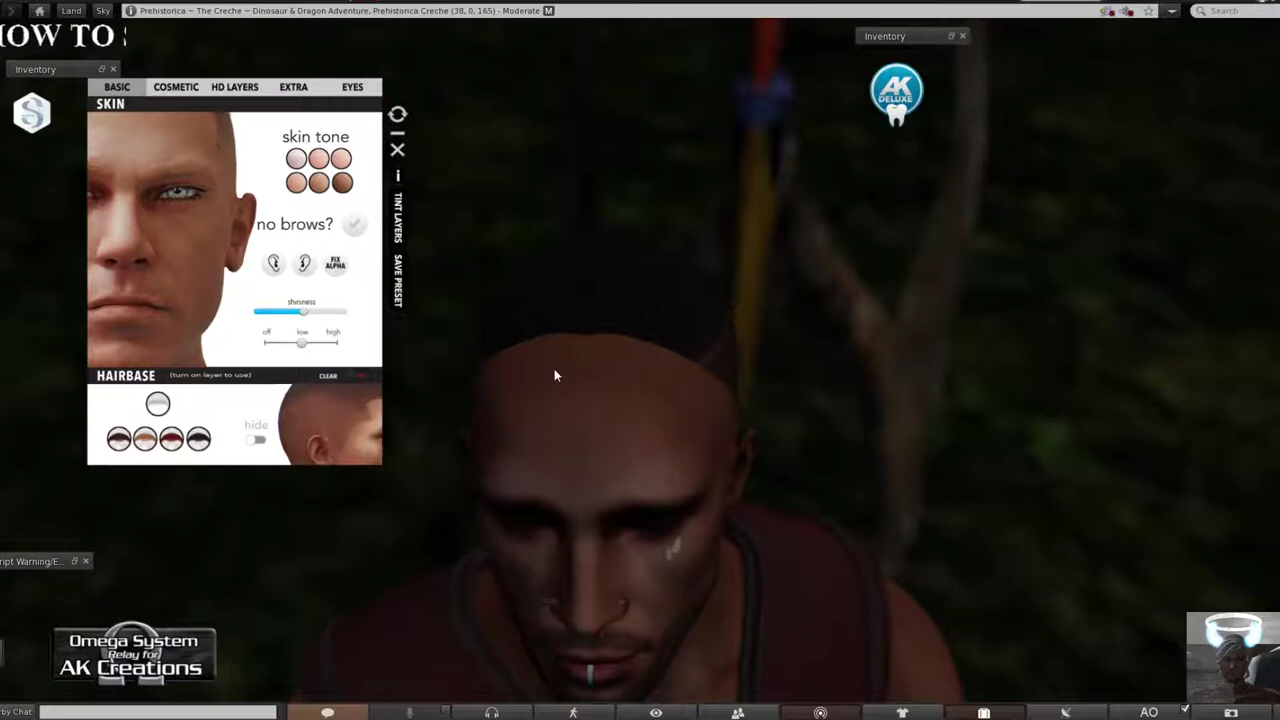 Land
Sky
Prehistorica ~ The Creche ~ Dinosaur & Dragon Adventure, Prehistorica Creche (38, 0, 165) - Moderate
M
Search
HOW TO
Inventory
Inventory
BASIC
COSMETIC
HD LAYERS
EXTRA
EYES
SKIN
S
AK
DELUXE
skin tone
no brows?
FIX
ALPHA
i
TINT LAYERS
SAVE PRESET
shininess
off
low
high
HAIRBASE
(turn on layer to use)
CLEAR
hide
ript Warning/E...
Omega System
Relay for
AK Creations
by Chat
AO